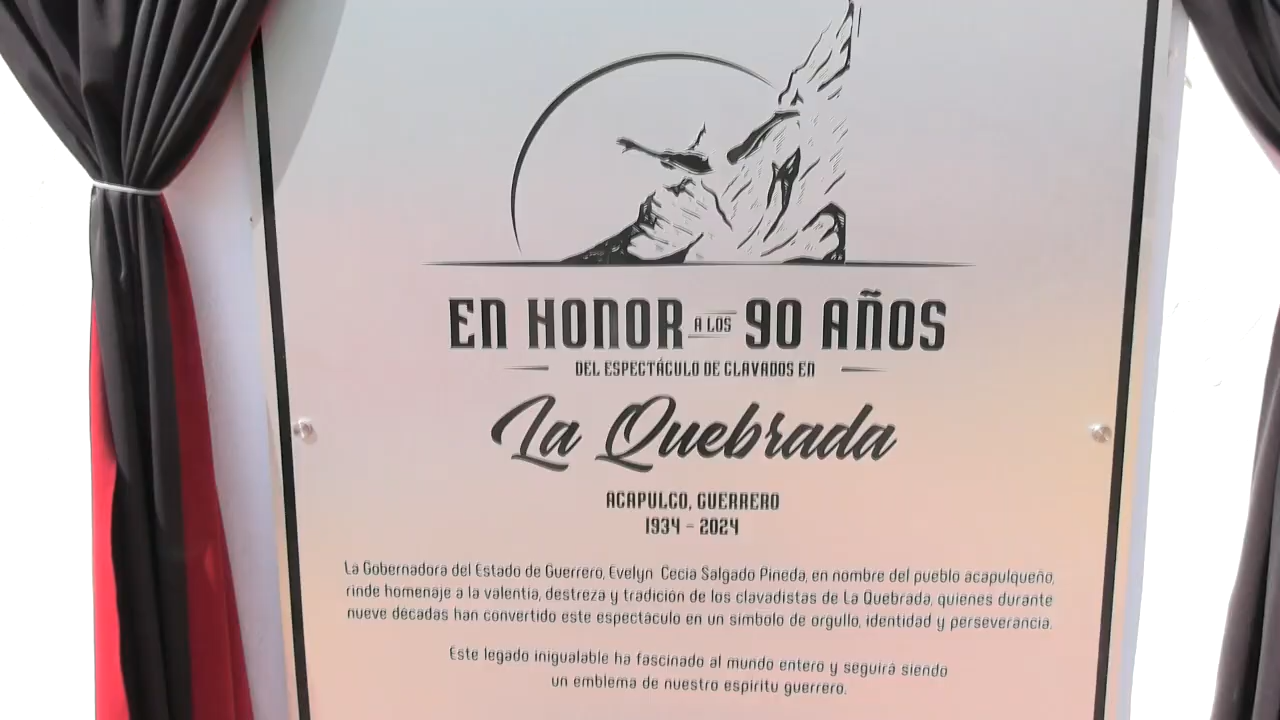 EN HONOR A LOS 90 AÑOS
DEL ESPECTÁCULO DE CLAVADOS EN
La Quebrada
ACAPULCO, GUERRERO
1934 - 2024
La Gobernadora del Estado de Guerrero, Evelyn Cecia Salgado Pineda, en nombre del pueblo acapulqueño,
rinde homenaje a la valentía, destreza y tradición de los clavadistas de La Quebrada, quienes durante
nueve décadas han convertido este espectáculo en un símbolo de orgullo, identidad y perseverancia.
Este legado inigualable ha fascinado al mundo entero y seguirá siendo
un emblema de nuestro espíritu guerrero.